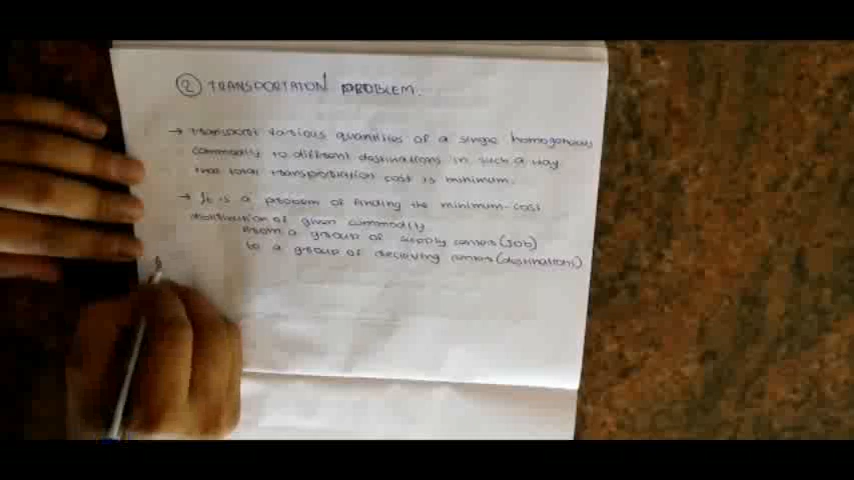 ② TRANSPORTATION PROBLEM.
→ Transport various quantities of a single homogenous
commodity to different destinations in such a way
that total transportation cost is minimum.
→ It is a problem of finding the minimum-cost
distribution of given commodity
from a group of supply centers (Job)
to a group of receiving centers (destinations)